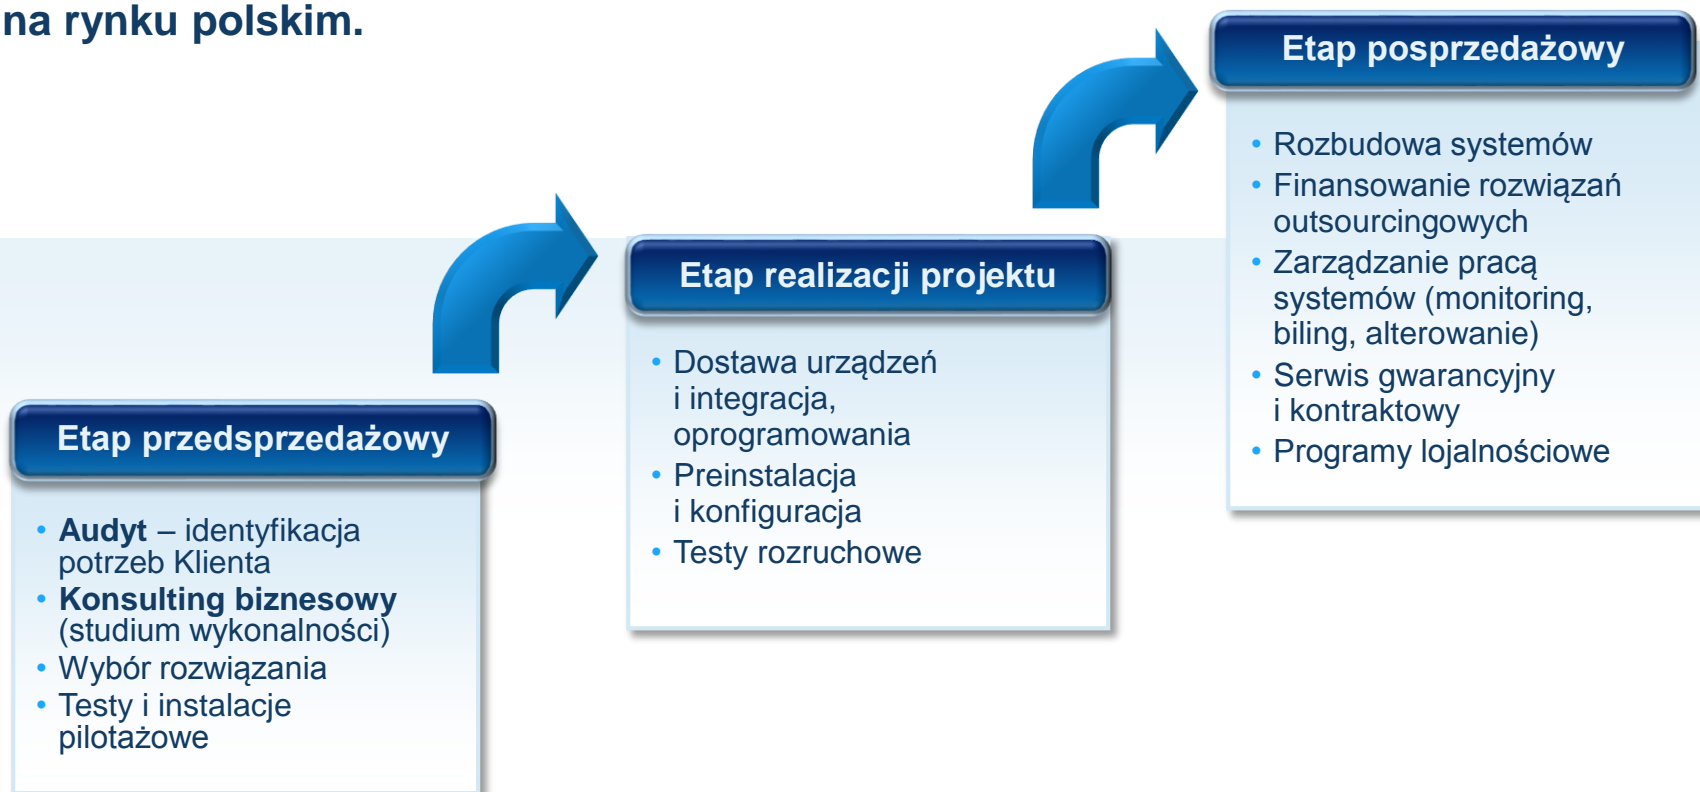 na rynku polskim.
Etap przedsprzedażowy
• Audyt – identyfikacja
potrzeb Klienta
• Konsulting biznesowy
(studium wykonalności)
• Wybór rozwiązania
• Testy i instalacje
pilotażowe
Etap realizacji projektu
• Dostawa urządzeń
i integracja,
oprogramowania
• Preinstalacja
i konfiguracja
• Testy rozruchowe
Etap posprzedażowy
• Rozbudowa systemów
• Finansowanie rozwiązań
outsourcingowych
• Zarządzanie pracą
systemów (monitoring,
biling, alterowanie)
• Serwis gwarancyjny
i kontraktowy
• Programy lojalnościowe